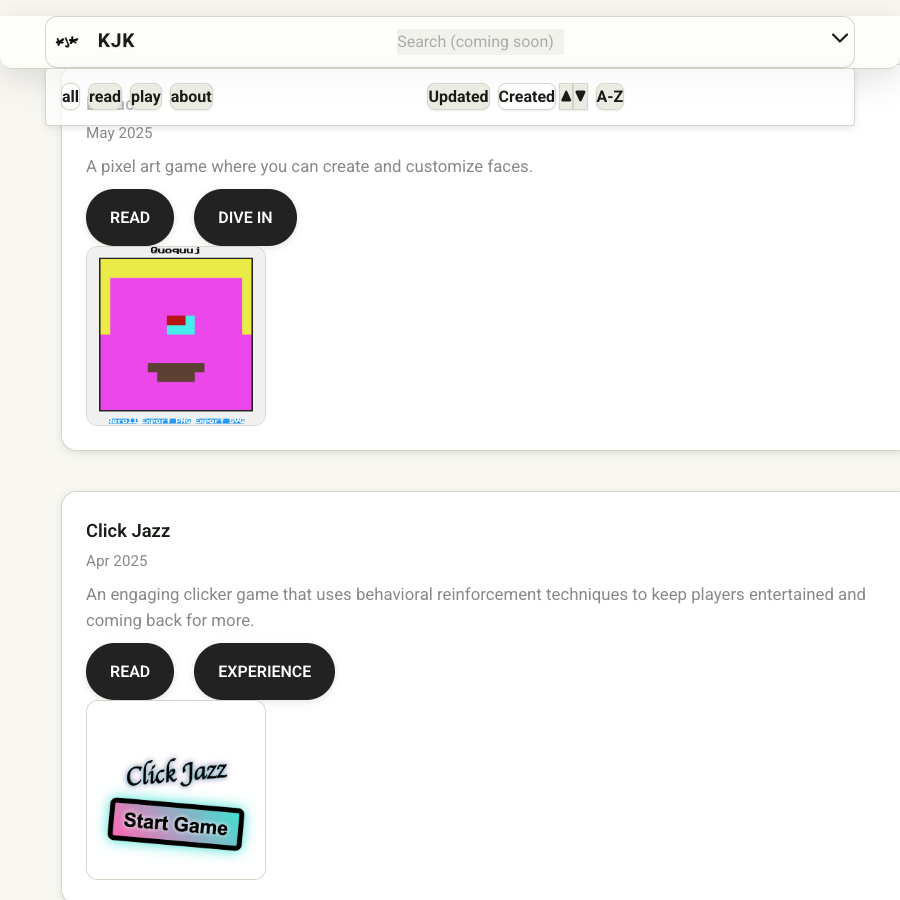 KJK
Search (coming soon)
all read play about Updated Created ▲▼ A-Z
May 2025
A pixel art game where you can create and customize faces.
READ DIVE IN
Quoquuj
Reroll Export PNG Export SVG
Click Jazz
Apr 2025
An engaging clicker game that uses behavioral reinforcement techniques to keep players entertained and
coming back for more.
READ EXPERIENCE
Click Jazz
Start Game